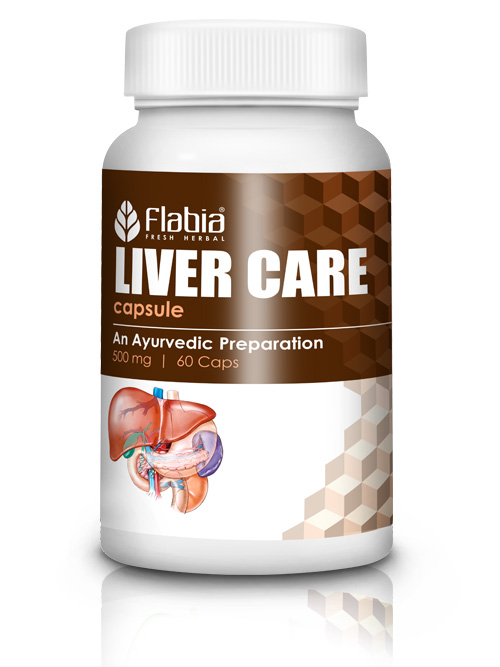 Flabia®
FRESH HERBAL
LIVER CARE
capsule
An Ayurvedic Preparation
500 mg | 60 Caps